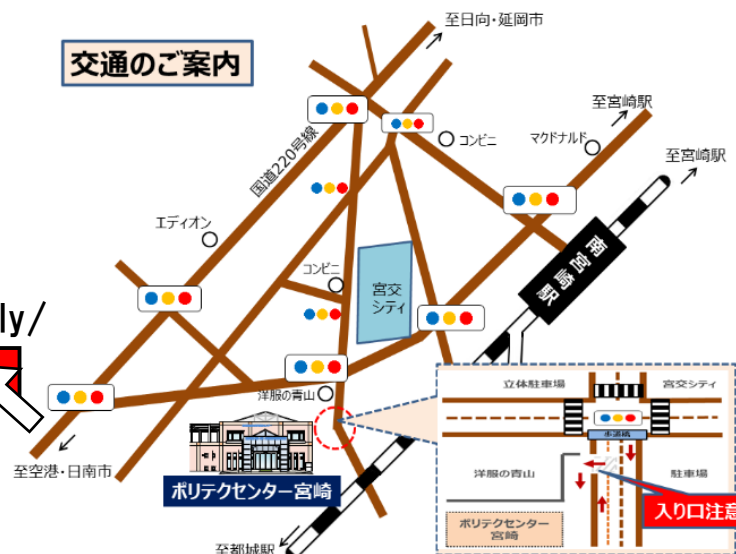 交通のご案内
至日向・延岡市
国道220号線
コンビニ
マクドナルド
至宮崎駅
至宮崎駅
エディオン
コンビニ
宮交
シティ
南宮崎駅
ly/
洋服の青山
至空港・日南市
ポリテクセンター宮崎
至都城駅
立体駐車場
宮交シティ
歩道橋
洋服の青山
駐車場
入り口注意
ポリテクセンター
宮崎